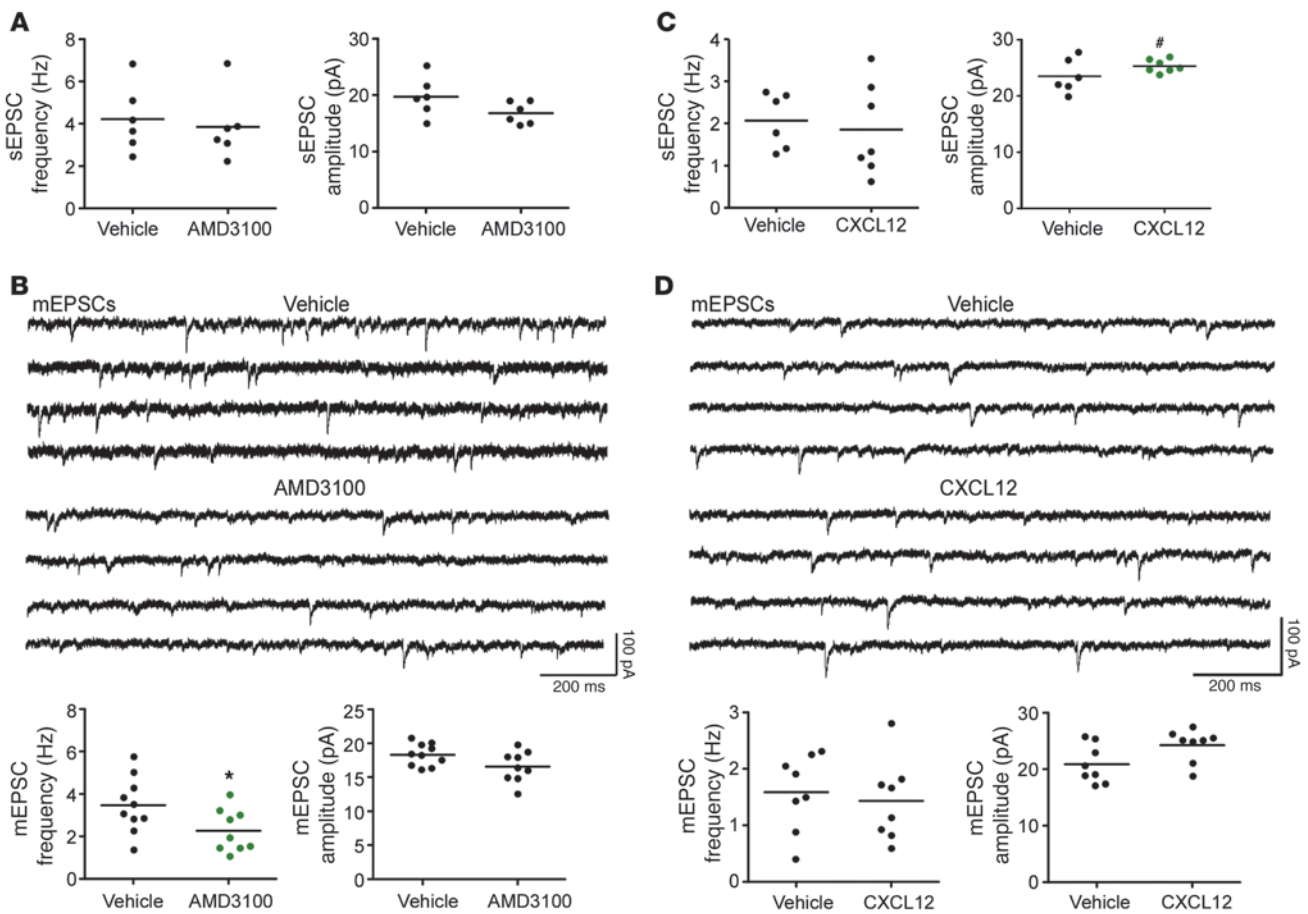 A
sEPSC
frequency (Hz)
8
6
4
2
0
Vehicle
AMD3100
sEPSC
amplitude (pA)
30
20
10
0
Vehicle
AMD3100
C
sEPSC
frequency (Hz)
4
3
2
1
0
Vehicle
CXCL12
sEPSC
amplitude (pA)
30
20
10
0
#
Vehicle
CXCL12
B
mEPSCs
Vehicle
AMD3100
100 pA
200 ms
mEPSC
frequency (Hz)
8
6
4
2
0
*
Vehicle
AMD3100
mEPSC
amplitude (pA)
25
20
15
10
5
0
Vehicle
AMD3100
D
mEPSCs
Vehicle
CXCL12
100 pA
200 ms
mEPSC
frequency (Hz)
3
2
1
0
Vehicle
CXCL12
mEPSC
amplitude (pA)
30
20
10
0
Vehicle
CXCL12